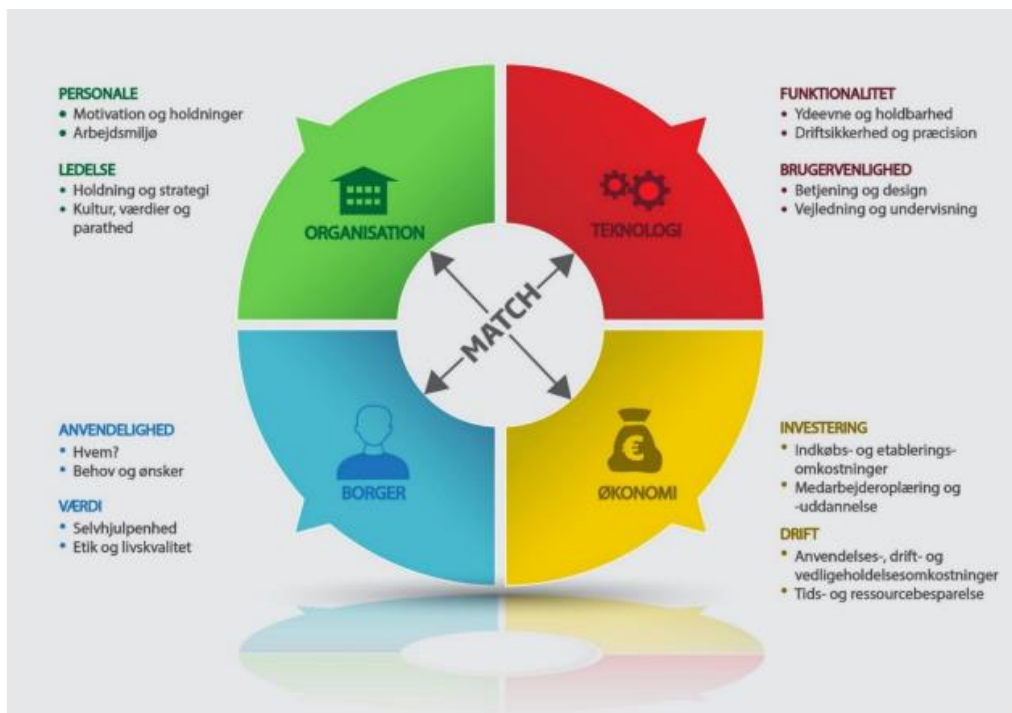 PERSONALE
• Motivation og holdninger
• Arbejdsmiljø
LEDELSE
• Holdning og strategi
• Kultur, værdier og
parathed
ORGANISATION
TEKNOLOGI
FUNKTIONALITET
• Ydeevne og holdbarhed
• Driftsikkerhed og præcision
BRUGERVENLIGHED
• Betjening og design
• Vejledning og undervisning
MATCH
ANVENDELIGHED
• Hvem?
• Behov og ønsker
VÆRDI
• Selvhjulpenhed
• Etik og livskvalitet
BORGER
€
ØKONOMI
INVESTERING
• Indkøbs- og etablerings-
omkostninger
• Medarbejderoplæring og
-uddannelse
DRIFT
• Anvendelses-, drift- og
vedligeholdelsesomkostninger
• Tids- og ressourcebesparelse